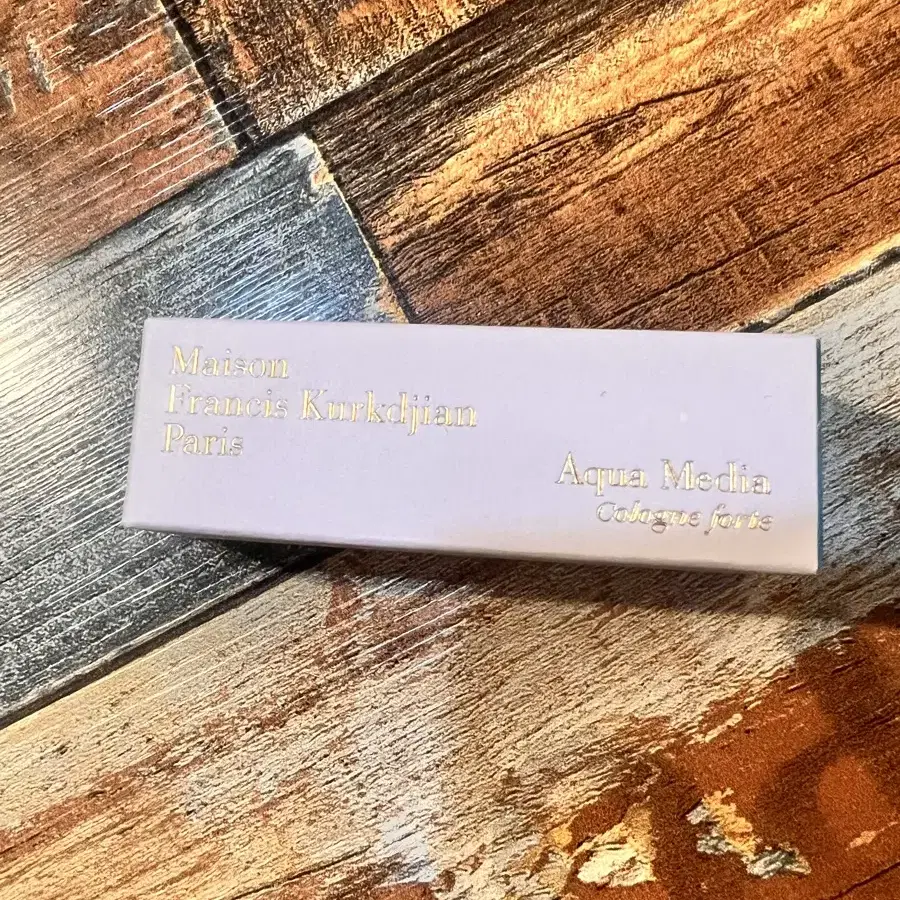 Maison
Francis Kurkdjian
Paris
Aqua Media
Cologne forte